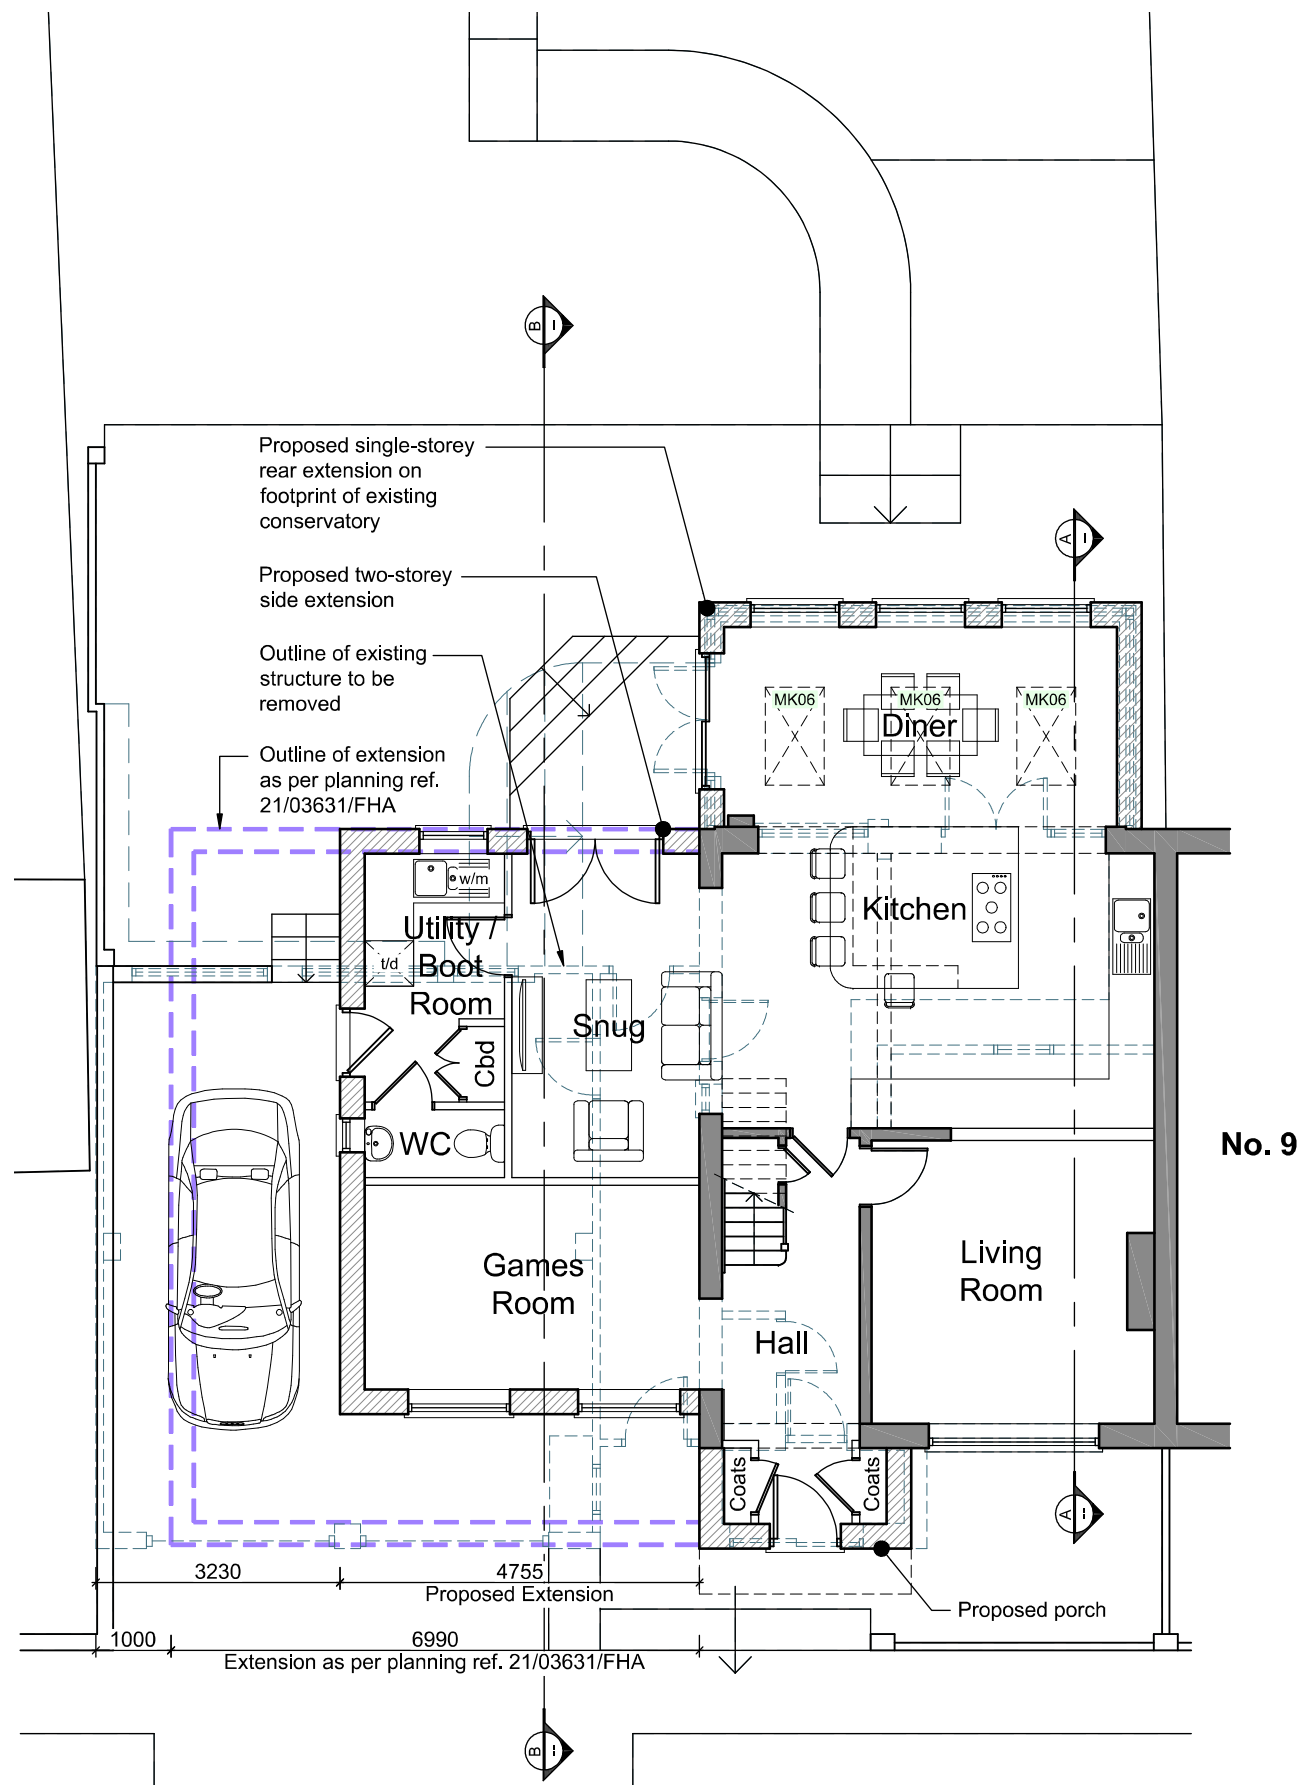 B
Proposed single-storey
rear extension on
footprint of existing
conservatory
A
Proposed two-storey
side extension
Outline of existing
structure to be
removed
MK06
MK06
MK06
Diner
Outline of extension
as per planning ref.
21/03631/FHA
w/m
Kitchen
Utility /
Boot
Room
t/d
Snug
Cbd
WC
No. 9
Games
Room
Living
Room
Hall
Coats
Coats
A
3230
4755
Proposed Extension
Proposed porch
1000
6990
Extension as per planning ref. 21/03631/FHA
B